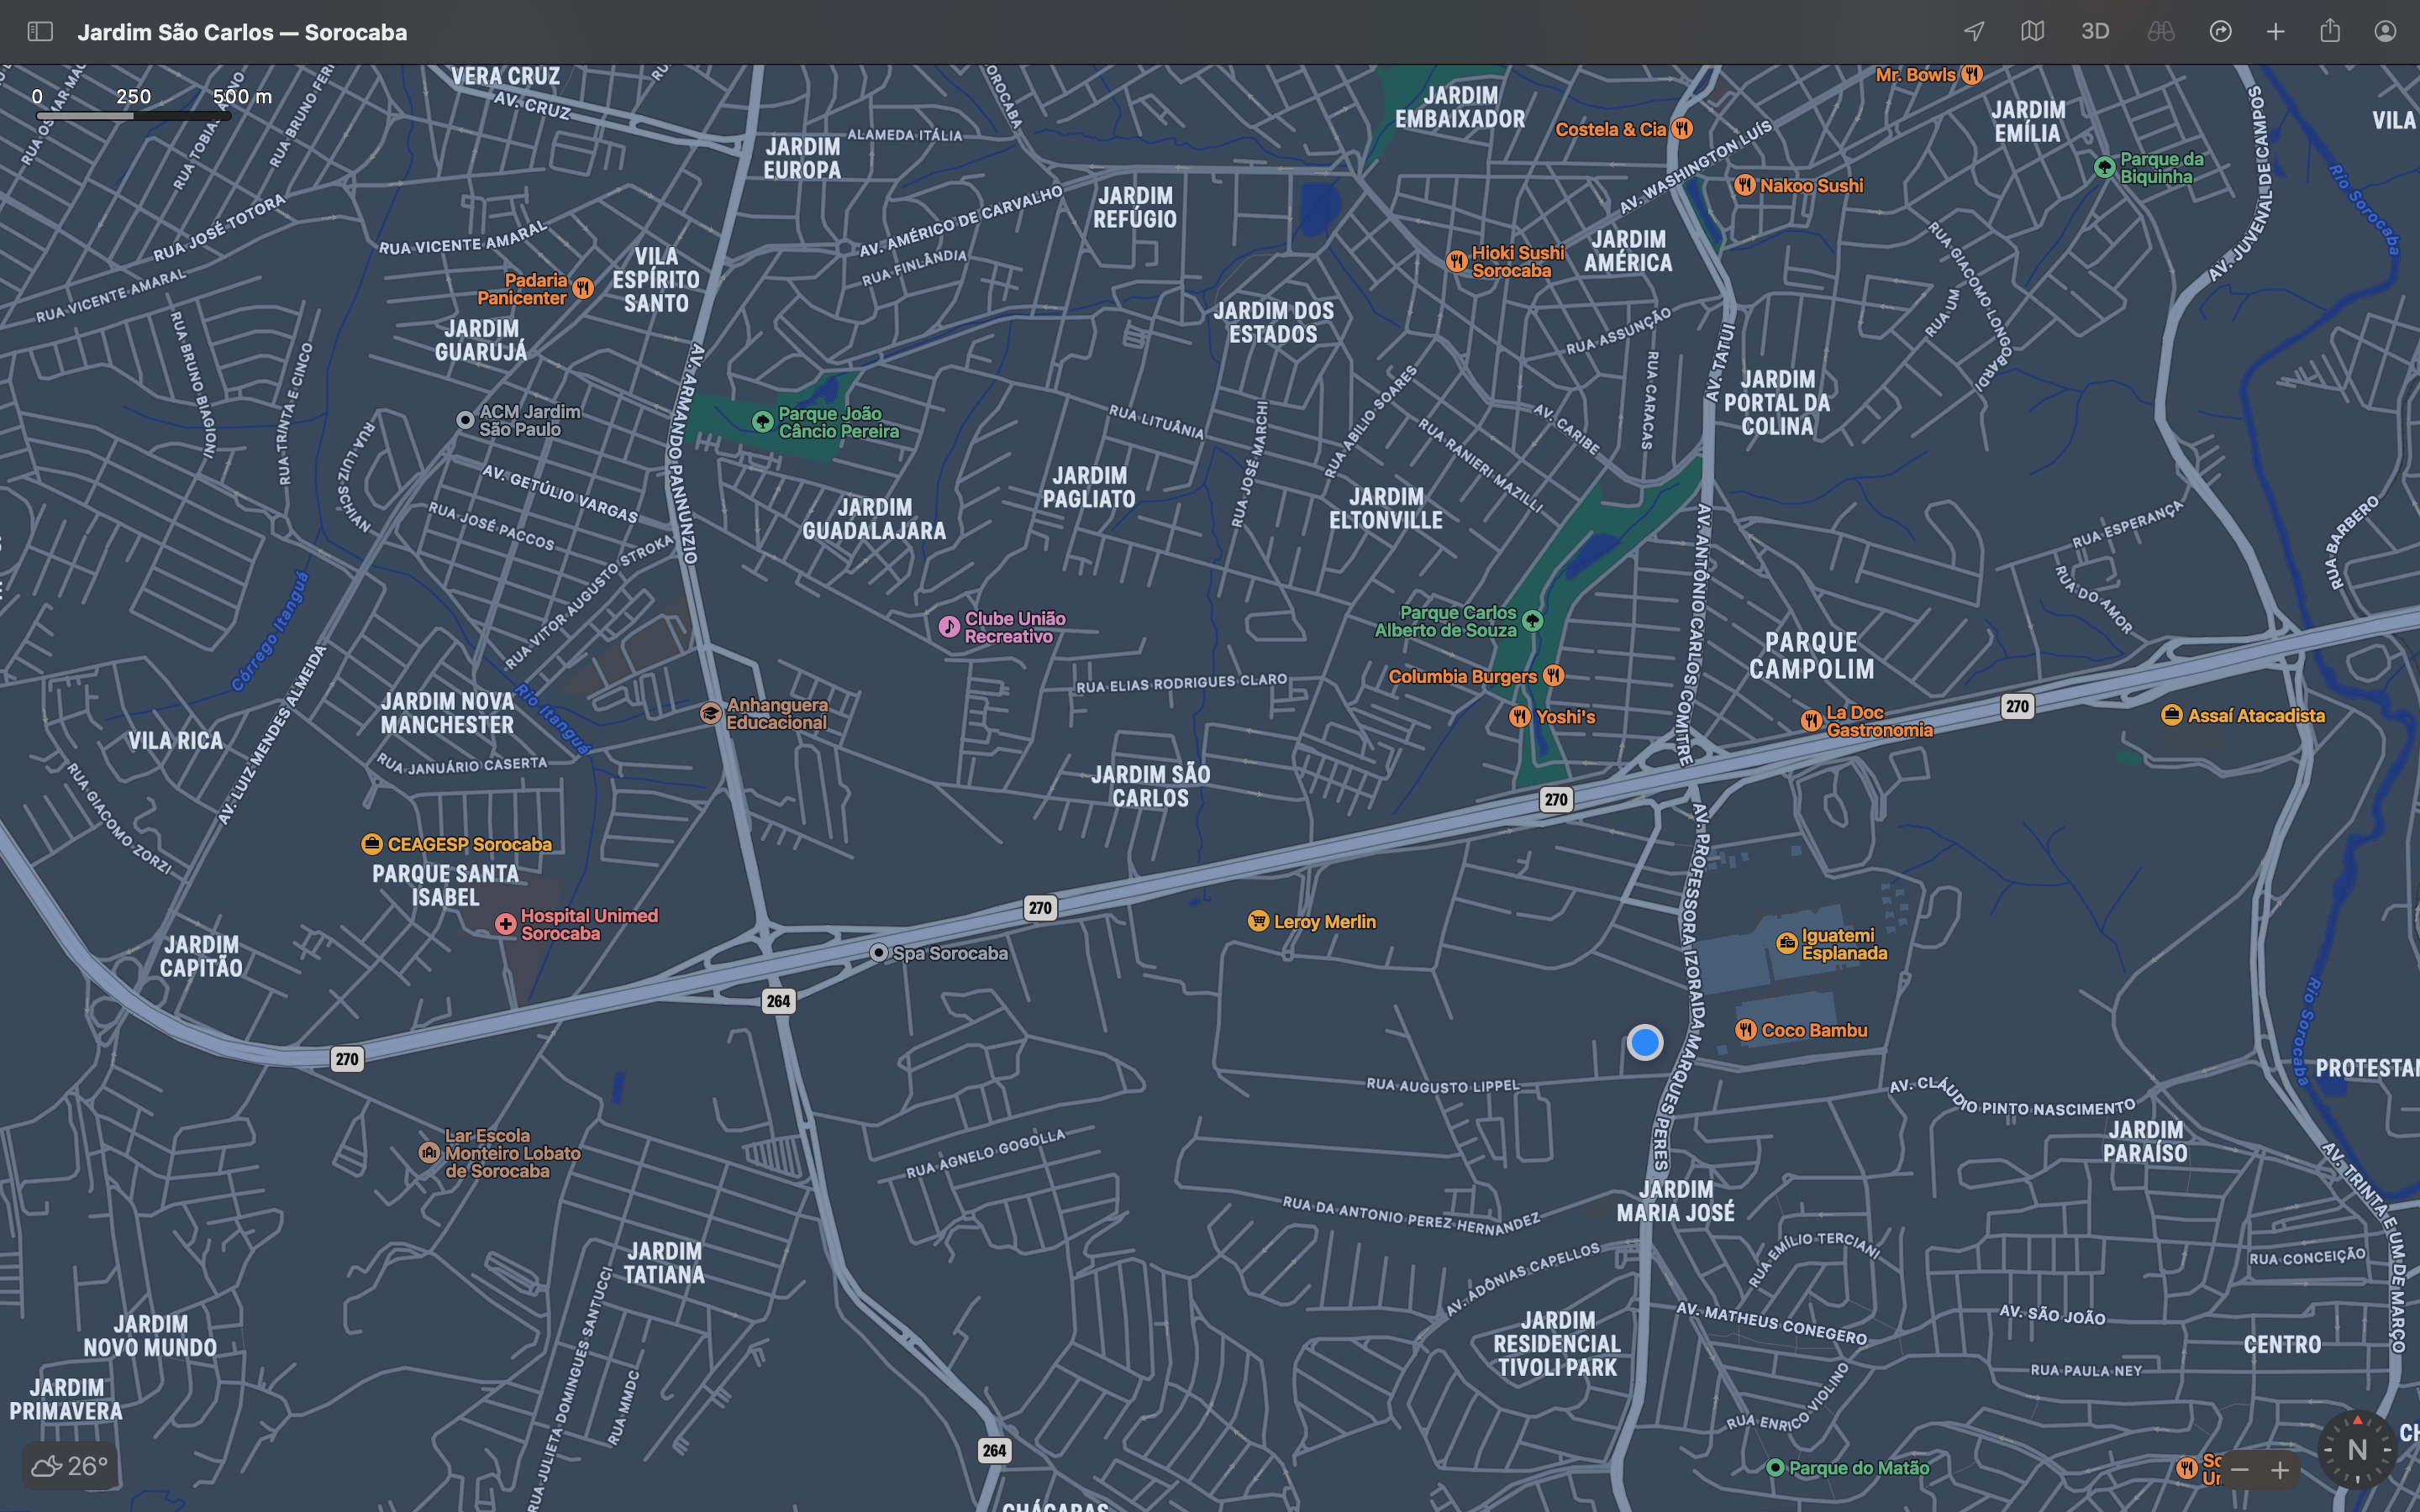 Jardim São Carlos — Sorocaba
3D
0 250 500 m
VERA CRUZ
AV. CRUZ
RUA TOBIAS
RUA BRUNO
ALAMEDA ITÁLIA
JARDIM
EUROPA
JARDIM
EMBAIXADOR
Mr. Bowls
Costela & Cia
AV. WASHINGTON LUÍS
JARDIM
EMÍLIA
VILA
Parque da
Biquinha
Nakoo Sushi
AV. JUVENAL DE CAMPOS
Rio Sorocaba
RUA JOSÉ TOTORA
RUA VICENTE AMARAL
RUA VICENTE AMARAL
AV. AMÉRICO DE CARVALHO
RUA FINLÂNDIA
JARDIM
REFÚGIO
Hioki Sushi
Sorocaba
JARDIM
AMÉRICA
RUA GIACOMO LONGOBARDI
RUA UM
VILA
ESPÍRITO
SANTO
Padaria
Panicenter
JARDIM
GUARUJÁ
RUA BRUNO BIAGIONI
RUA TRINTA E CINCO
JARDIM DOS
ESTADOS
RUA ASSUNÇÃO
RUA CARACAS
AV. TATUÍ
JARDIM
PORTAL DA
COLINA
ACM Jardim
São Paulo
AV. ARMANDO PANNUNZIO
Parque João
Câncio Pereira
RUA LITUÂNIA
RUA JOSÉ MARCHI
RUA ABILIO SOARES
RUA RANIERI MAZILLI
AV. CARIBE
RUA LUIZ SCHIAN
AV. GETÚLIO VARGAS
RUA JOSÉ PACCOS
RUA VITOR AUGUSTO STROKA
JARDIM
GUADALAJARA
JARDIM
PAGLIATO
JARDIM
ELTONVILLE
AV. ANTÔNIO CARLOS COMITRE
RUA ESPERANÇA
RUA DO AMOR
RUA BARBERO
Córrego Itanguá
Clube União
Recreativo
Parque Carlos
Alberto de Souza
PARQUE
CAMPOLIM
AV. LUIZ MENDES ALMEIDA
JARDIM NOVA
MANCHESTER
Rio Itanguá
Anhanguera
Educacional
RUA ELIAS RODRIGUES CLARO
Columbia Burgers
Yoshi's
La Doc
Gastronomia
270
Assaí Atacadista
VILA RICA
RUA JANUÁRIO CASERTA
RUA GIACOMO ZORZI
JARDIM SÃO
CARLOS
270
AV. PROFESSORA IZORAIDA MARQUES PERES
CEAGESP Sorocaba
PARQUE SANTA
ISABEL
Hospital Unimed
Sorocaba
270
Leroy Merlin
Iguatemi
Esplanada
JARDIM
CAPITÃO
Spa Sorocaba
264
Coco Bambu
Rio Sorocaba
270
RUA AUGUSTO LIPPEL
AV. CLÁUDIO PINTO NASCIMENTO
Lar Escola
Monteiro Lobato
de Sorocaba
RUA AGNELO GOGOLLA
JARDIM
PARAÍSO
AV. TRINTA E UM DE MARÇO
RUA DA ANTONIO PEREZ HERNANDEZ
JARDIM
MARIA JOSÉ
RUA EMÍLIO TERCIANI
RUA CONCEIÇÃO
JARDIM
TATIANA
AV. ADÔNIAS CAPELLOS
JARDIM
NOVO MUNDO
JARDIM
RESIDENCIAL
TIVOLI PARK
AV. MATHEUS CONEGERO
AV. SÃO JOÃO
CENTRO
RUA JULIETA DOMINGUES SANTUCCI
RUA MMDC
JARDIM
PRIMAVERA
RUA PAULA NEY
RUA ENRICO VIOLINO
264
Parque do Matão
26°
N